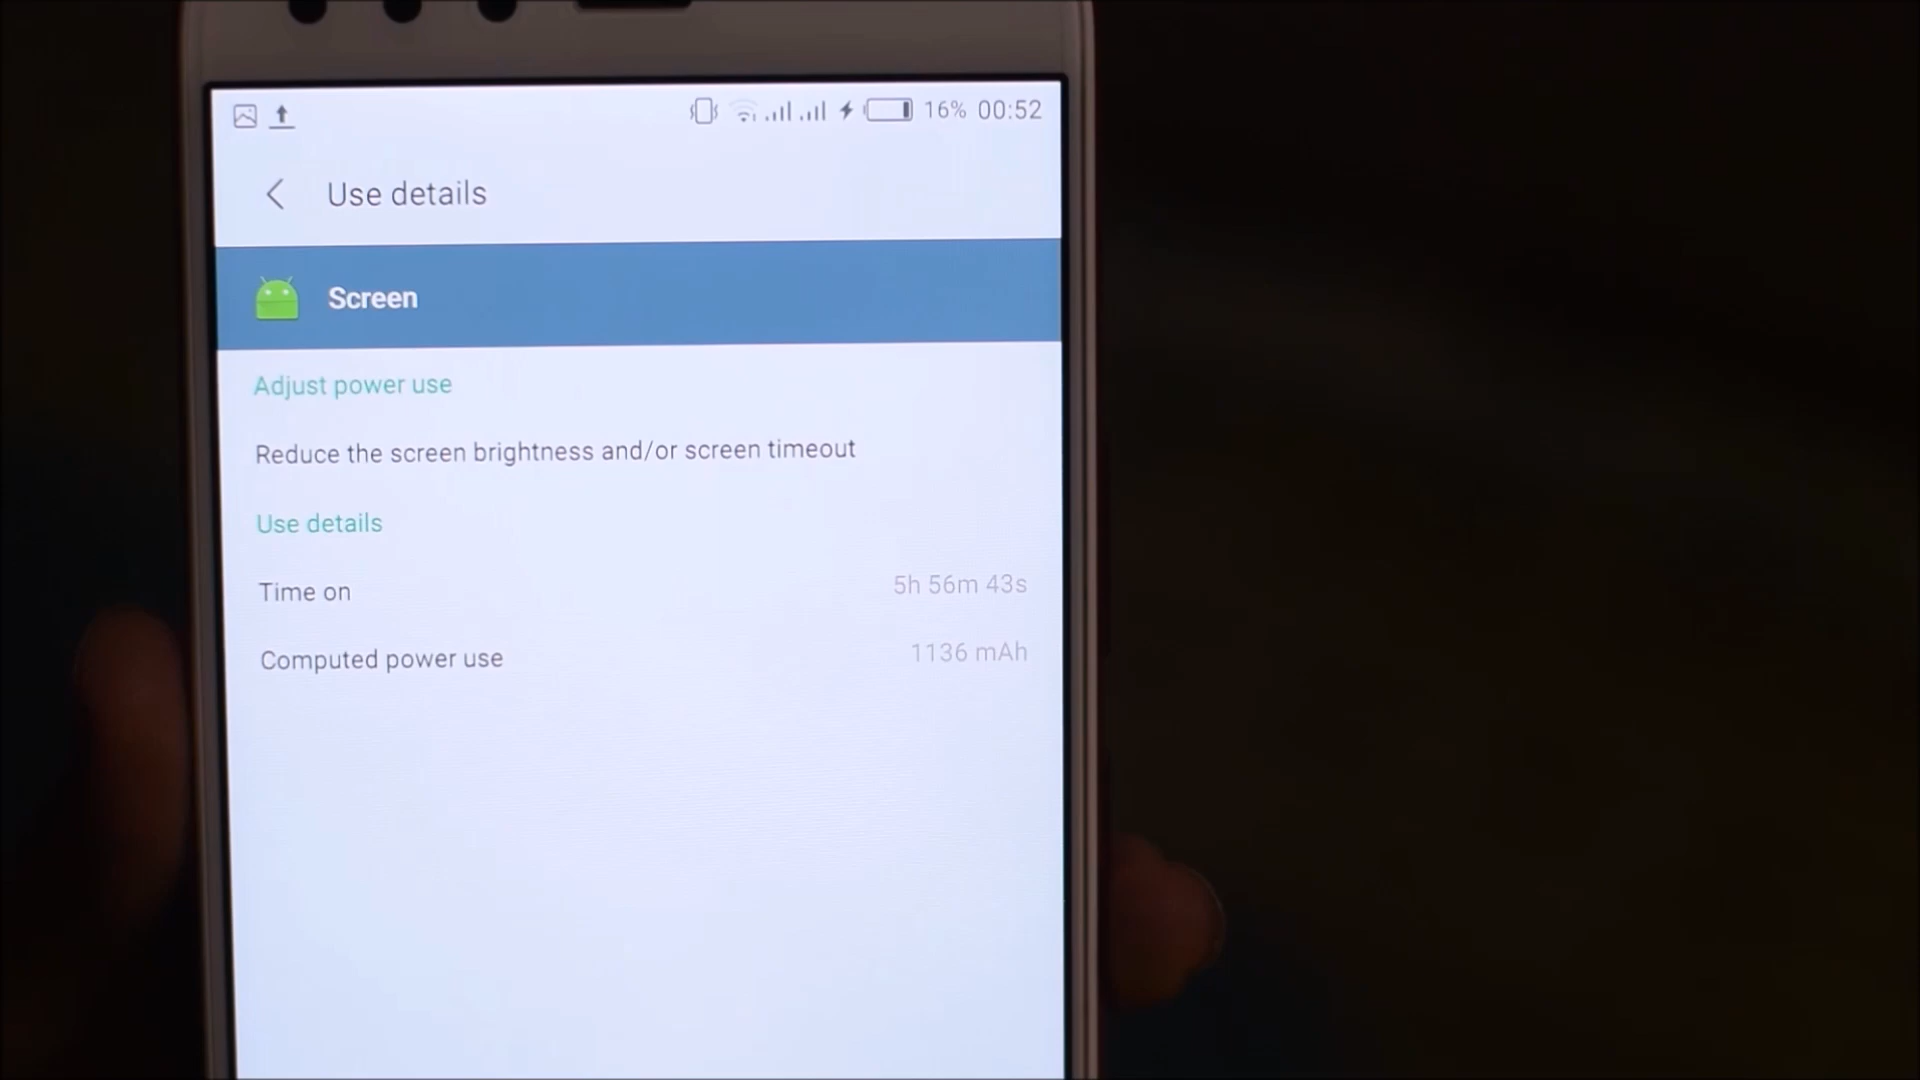 16% 00:52
Use details
Screen
Adjust power use
Reduce the screen brightness and/or screen timeout
Use details
Time on 5h 56m 43s
Computed power use 1136 mAh